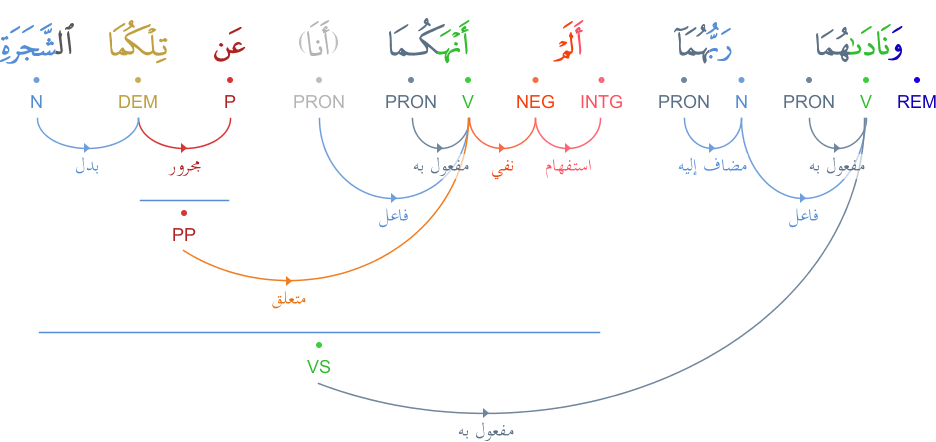 وَنَادَىٰهُمَا رَبُّهُمَآ أَلَمْ أَنْهَكُمَا (أَنَا) عَن تِلْكُمَا ٱلشَّجَرَةِ
REM V PRON N PRON INTG NEG V PRON PRON P DEM N
مفعول به مضاف إليه استفهام نفي مفعول به مجرور بدل
فاعل فاعل
PP
متعلق
VS
مفعول به